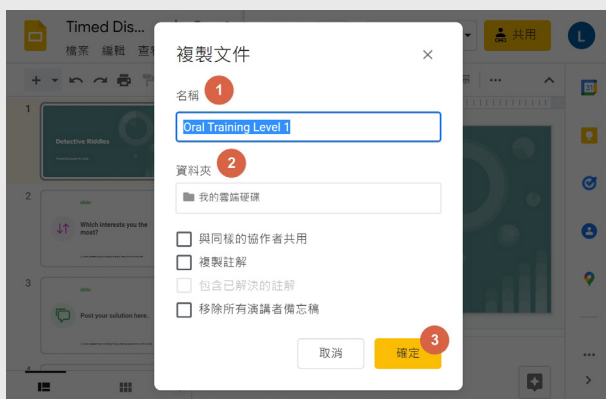 Timed Dis...
檔案 編輯
共用
L
複製文件
名稱 1
Oral Training Level 1
資料夾 2
我的雲端硬碟
與同樣的協作者共用
複製註解
包含已解決的註解
移除所有演講者備忘稿
取消 確定 3
1
Detective Riddles
2
Which interests you the
most?
3
Post your solution here.
31